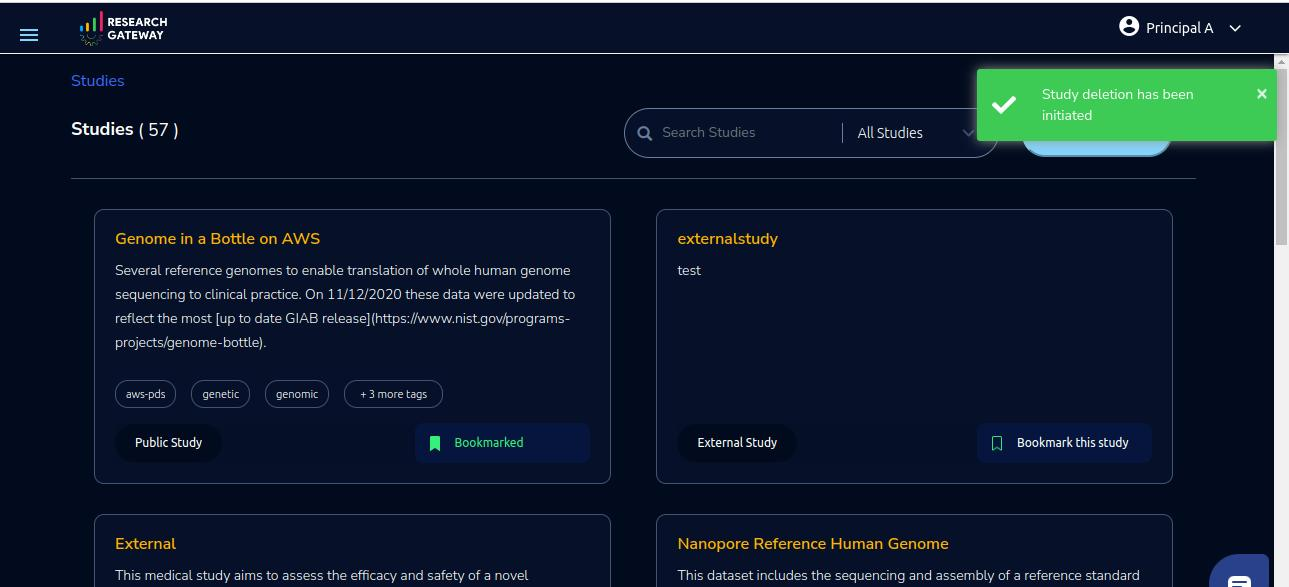 RESEARCH
GATEWAY
Principal A
Studies
Study deletion has been
initiated
Studies ( 57 )
Search Studies
All Studies
Genome in a Bottle on AWS
Several reference genomes to enable translation of whole human genome
sequencing to clinical practice. On 11/12/2020 these data were updated to
reflect the most [up to date GIAB release](https://www.nist.gov/programs-
projects/genome-bottle).
aws-pds
genetic
genomic
+ 3 more tags
Public Study
Bookmarked
externalstudy
test
External Study
Bookmark this study
External
This medical study aims to assess the efficacy and safety of a novel
Nanopore Reference Human Genome
This dataset includes the sequencing and assembly of a reference standard